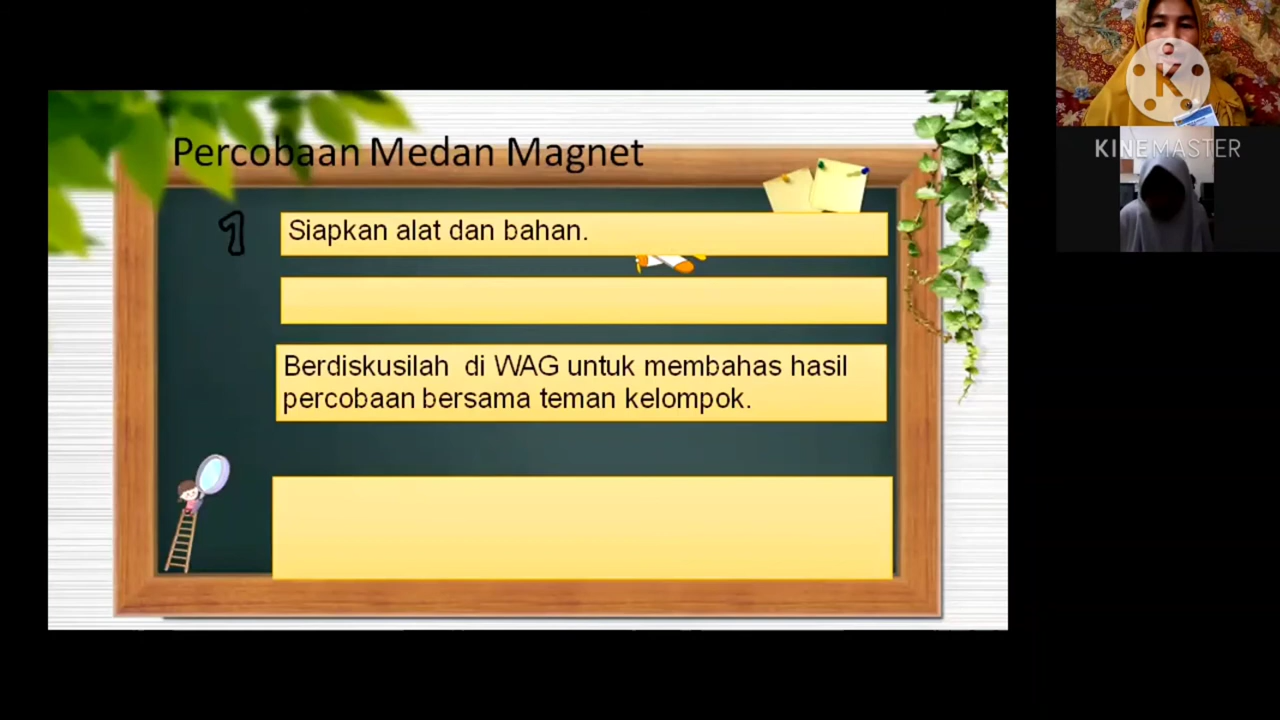 Percobaan Medan Magnet
1
Siapkan alat dan bahan.
Berdiskusilah di WAG untuk membahas hasil
percobaan bersama teman kelompok.
K
KINEMASTER